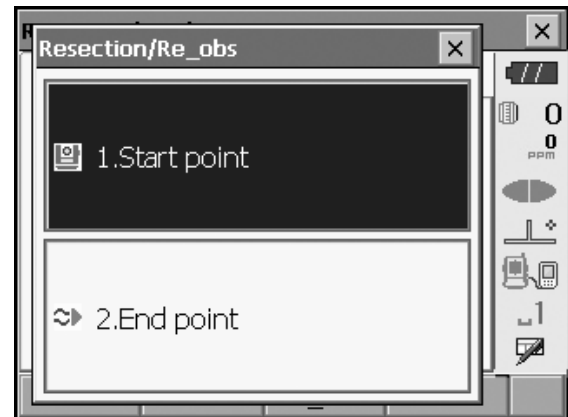 Resection/Re_obs
1.Start point
2.End point
0
0
ppm
1